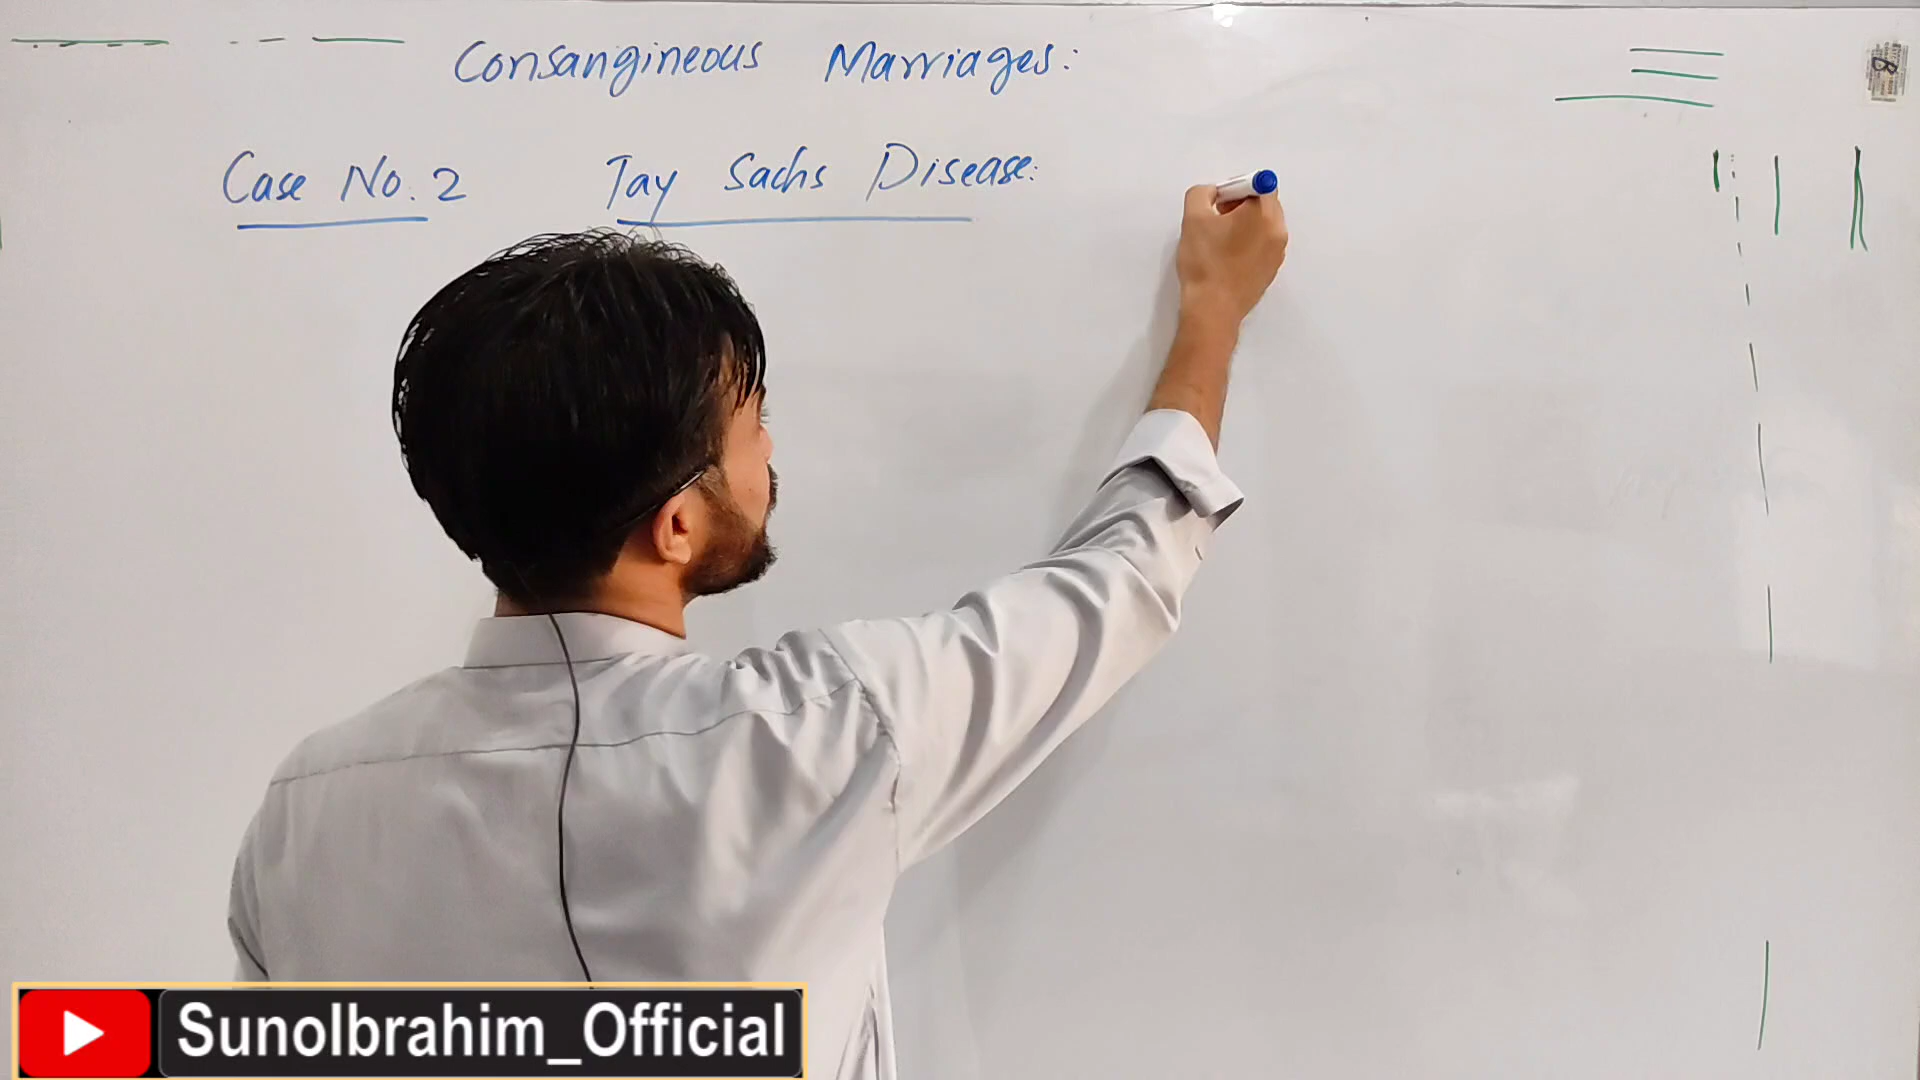 Consangineous Marriages:
Case No. 2 Tay Sachs Disease:
SunoIbrahim_Official